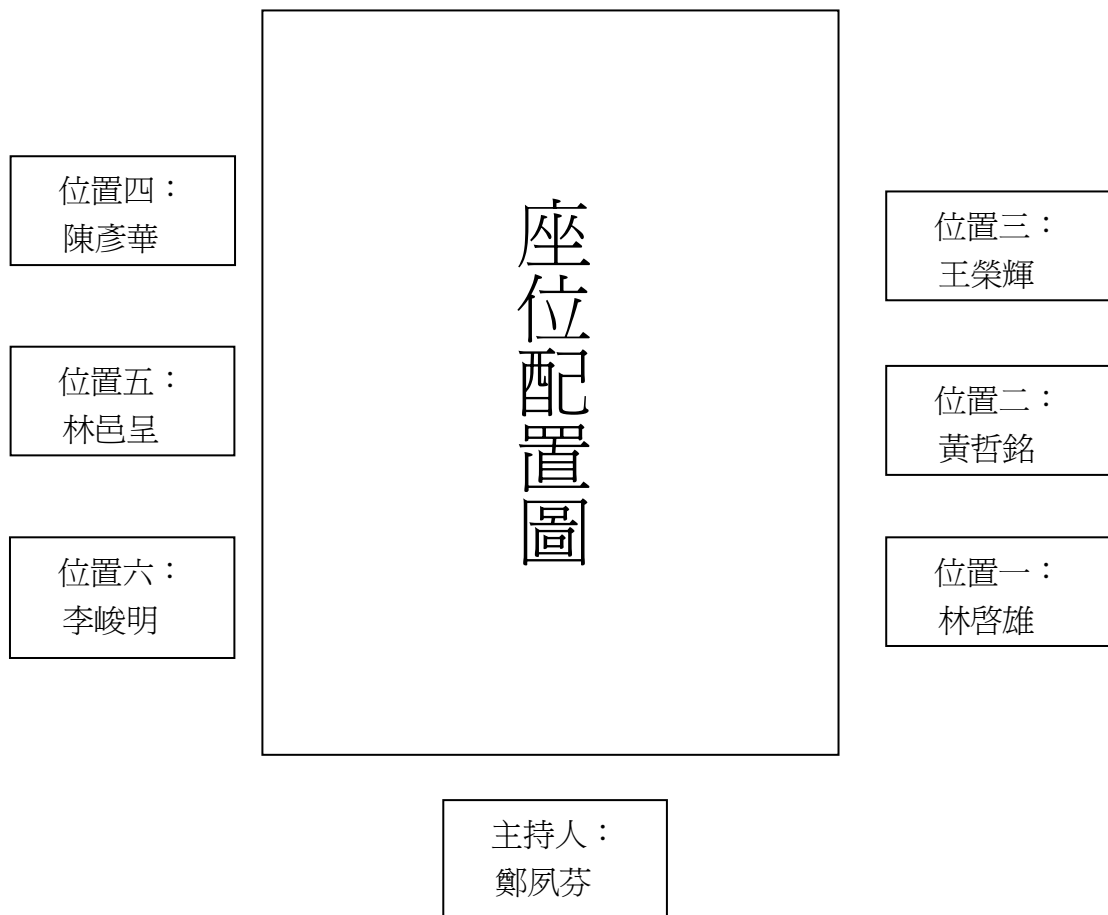 位置四：
陳彥華
位置三：
王榮輝
座位配置圖
位置五：
林邑呈
位置二：
黃哲銘
位置六：
李峻明
位置一：
林啓雄
主持人：
鄭夙芬